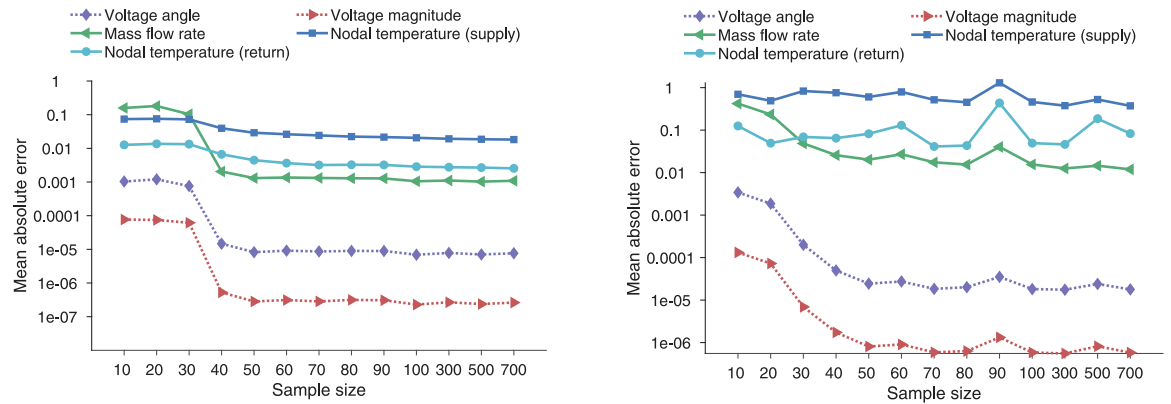 Voltage angle
Voltage magnitude
Mass flow rate
Nodal temperature (supply)
Nodal temperature (return)
Mean absolute error
1
0.1
0.01
0.001
0.0001
1e-05
1e-06
1e-07
10 20 30 40 50 60 70 80 90 100 300 500 700
Sample size
Voltage angle
Voltage magnitude
Mass flow rate
Nodal temperature (supply)
Nodal temperature (return)
Mean absolute error
1
0.1
0.01
0.001
0.0001
1e-05
1e-06
10 20 30 40 50 60 70 80 90 100 300 500 700
Sample size